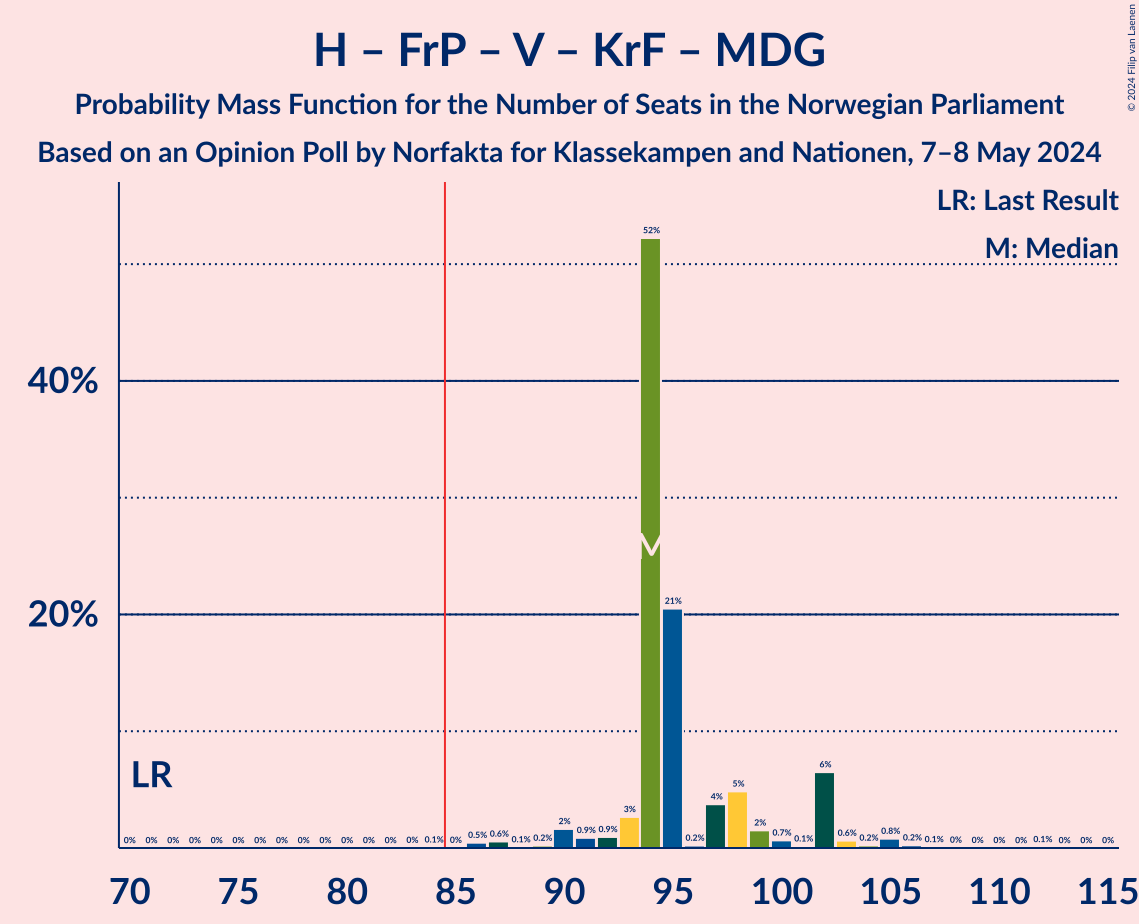 H – FrP – V – KrF – MDG
Probability Mass Function for the Number of Seats in the Norwegian Parliament
Based on an Opinion Poll by Norfakta for Klassekampen and Nationen, 7–8 May 2024
© 2024 Filip van Laenen
LR: Last Result
M: Median
40%
20%
LR
M
0% 0% 0% 0% 0% 0% 0% 0% 0% 0% 0% 0% 0% 0% 0.1% 0% 0.5% 0.6% 0.1% 0.2% 2% 0.9% 0.9% 3% 52% 21% 0.2% 4% 5% 2% 0.7% 0.1% 6% 0.6% 0.2% 0.8% 0.2% 0.1% 0% 0% 0% 0% 0.1% 0% 0% 0%
70 75 80 85 90 95 100 105 110 115